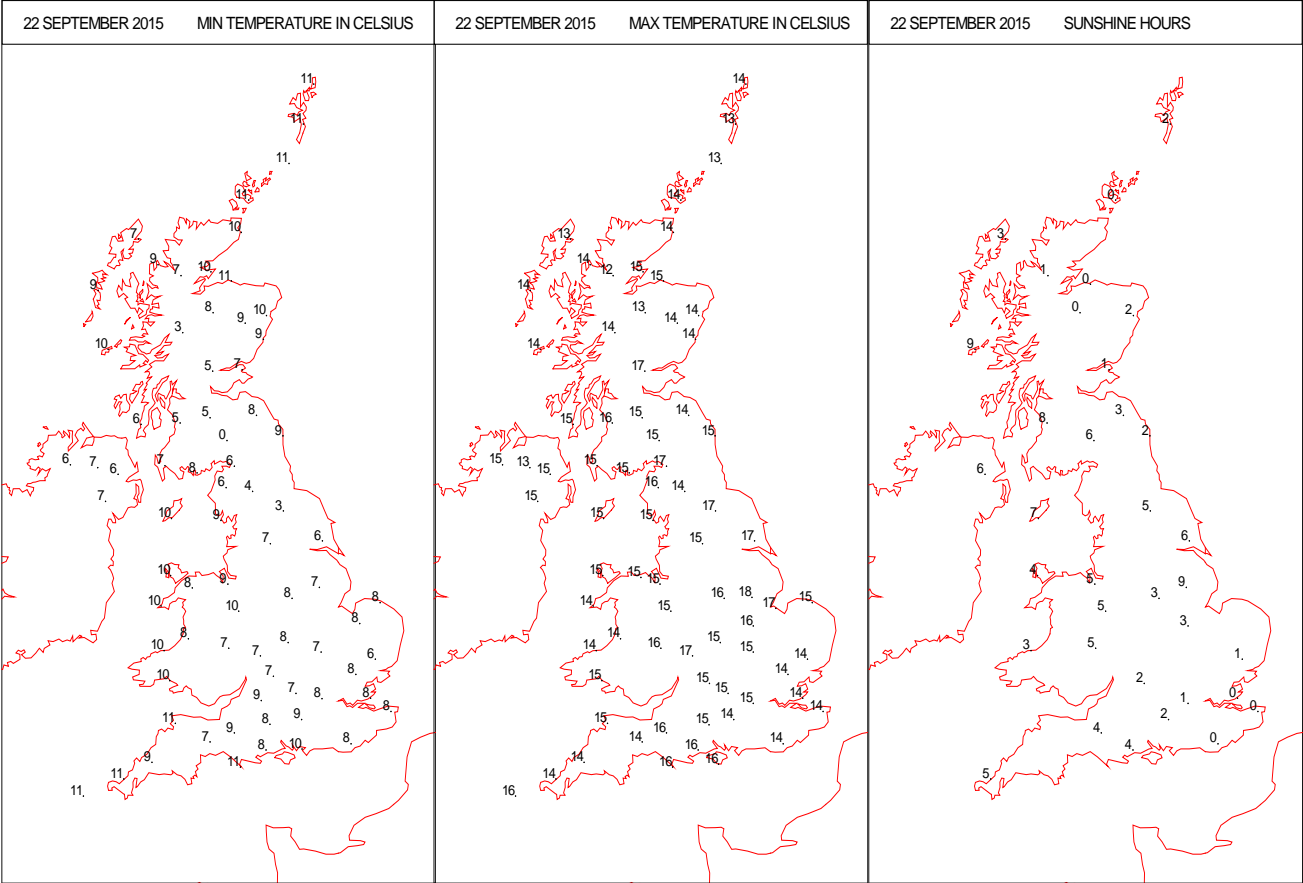 22 SEPTEMBER 2015 MIN TEMPERATURE IN CELSIUS
11.
11.
11.
11.
10.
7.
9. 7. 10.
11.
9.
8. 10.
9.
3. 9.
10.
5. 7.
6. 5. 5. 8.
0. 9.
6. 7. 6. 7. 8. 6.
6. 4.
7. 3.
10. 9.
7. 6.
10. 8. 9. 7.
10. 10. 8. 8.
8.
8. 8.
10. 7. 7. 7. 6.
10. 7. 8.
9. 7. 8. 8.
8.
11. 9. 8. 9.
7. 8. 10. 8.
9. 11.
11.
11.
22 SEPTEMBER 2015 MAX TEMPERATURE IN CELSIUS
14.
13.
13.
14.
14.
13.
14. 12. 15.
15.
14.
13. 14.
14.
14. 14.
14.
17.
15. 16. 15. 14.
15. 15.
15. 13. 15. 15. 15. 17.
16. 14.
15. 17.
15. 15.
15. 17.
15. 15. 15.
14. 15. 16. 18. 17. 15.
16.
14. 15.
14. 16. 17. 15. 14.
15. 15. 14.
15. 15. 14.
14.
15. 16. 15. 14.
14. 16. 14.
14. 16. 16.
14.
16.
22 SEPTEMBER 2015 SUNSHINE HOURS
2.
0.
3.
1. 0.
0. 2.
9.
1.
8. 3.
6. 2.
6.
7. 5.
6.
4. 5. 9.
5. 3.
3.
3. 5. 1.
2.
1. 0.
0.
4. 2.
4. 0.
5.